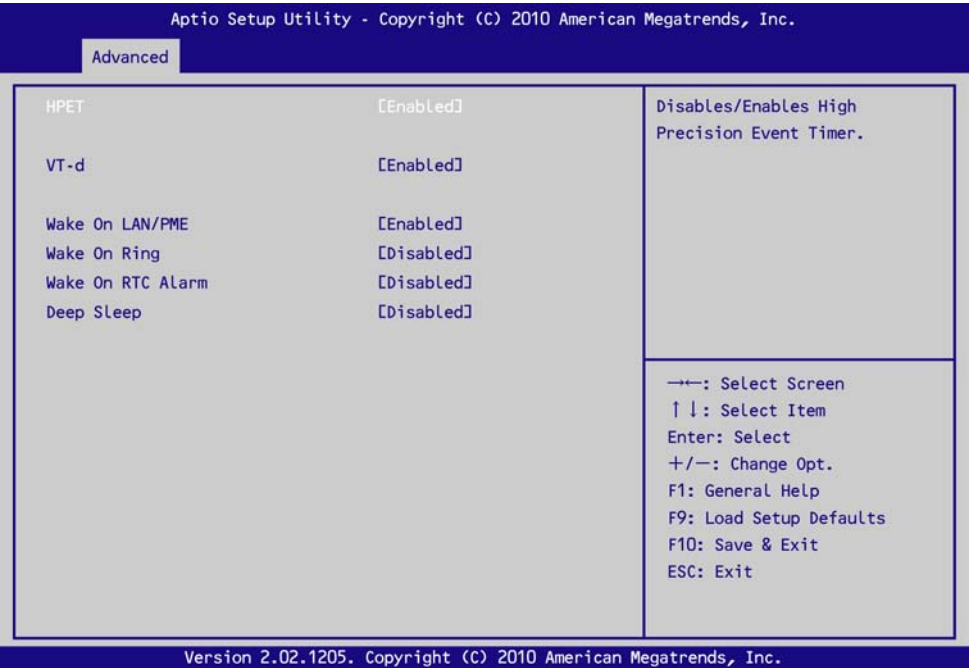 Aptio Setup Utility - Copyright (C) 2010 American Megatrends, Inc.
Advanced
HPET [Enabled]
VT-d [Enabled]
Wake On LAN/PME [Enabled]
Wake On Ring [Disabled]
Wake On RTC Alarm [Disabled]
Deep Sleep [Disabled]
Disables/Enables High
Precision Event Timer.
→←: Select Screen
↑↓: Select Item
Enter: Select
+/-: Change Opt.
F1: General Help
F9: Load Setup Defaults
F10: Save & Exit
ESC: Exit
Version 2.02.1205. Copyright (C) 2010 American Megatrends, Inc.